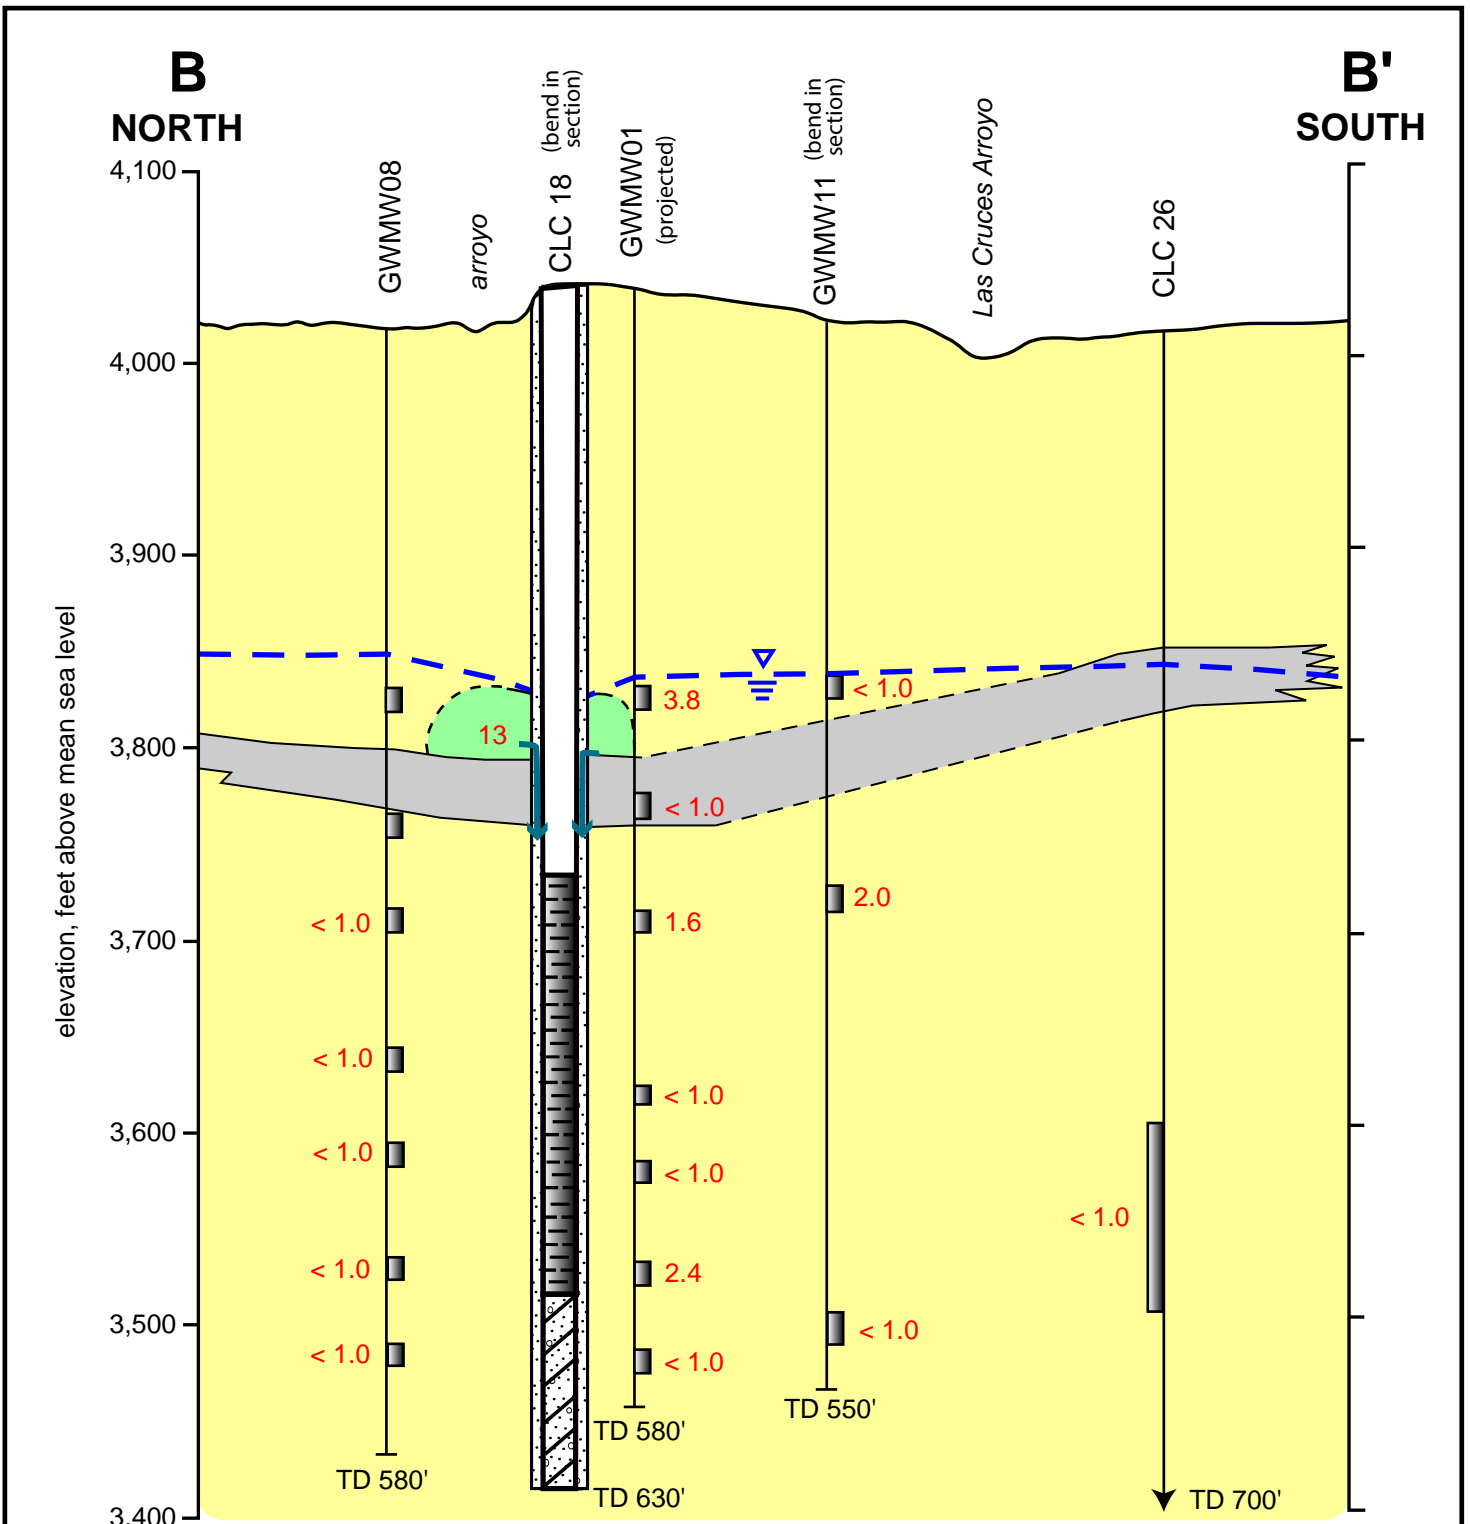 B
NORTH
B'
SOUTH
GWMW08
arroyo
CLC 18
(bend in
section)
GWMW01
(projected)
GWMW11
(bend in
section)
Las Cruces Arroyo
CLC 26
elevation, feet above mean sea level
4,100
4,000
3,900
3,800
3,700
3,600
3,500
3,400
3.8
< 1.0
13
< 1.0
2.0
< 1.0
1.6
< 1.0
< 1.0
< 1.0
< 1.0
< 1.0
< 1.0
2.4
< 1.0
< 1.0
< 1.0
< 1.0
TD 550'
TD 580'
TD 580'
TD 630'
TD 700'